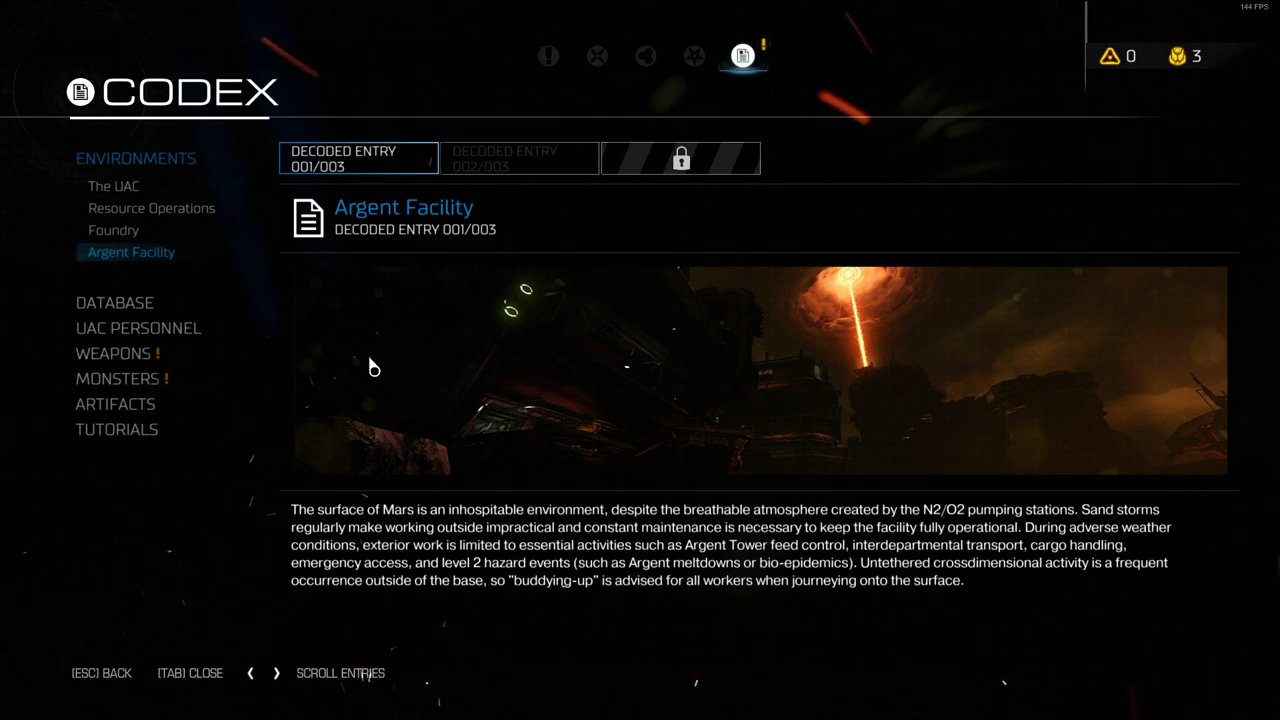 144 FPS
0 3
CODEX
ENVIRONMENTS
The UAC
Resource Operations
Foundry
Argent Facility
DATABASE
UAC PERSONNEL
WEAPONS !
MONSTERS !
ARTIFACTS
TUTORIALS
DECODED ENTRY
001/003
DECODED ENTRY
002/003
Argent Facility
DECODED ENTRY 001/003
The surface of Mars is an inhospitable environment, despite the breathable atmosphere created by the N2/O2 pumping stations. Sand storms
regularly make working outside impractical and constant maintenance is necessary to keep the facility fully operational. During adverse weather
conditions, exterior work is limited to essential activities such as Argent Tower feed control, interdepartmental transport, cargo handling,
emergency access, and level 2 hazard events (such as Argent meltdowns or bio-epidemics). Untethered crossdimensional activity is a frequent
occurrence outside of the base, so "buddying-up" is advised for all workers when journeying onto the surface.
[ESC] BACK [TAB] CLOSE ❮ ❯ SCROLL ENTRIES